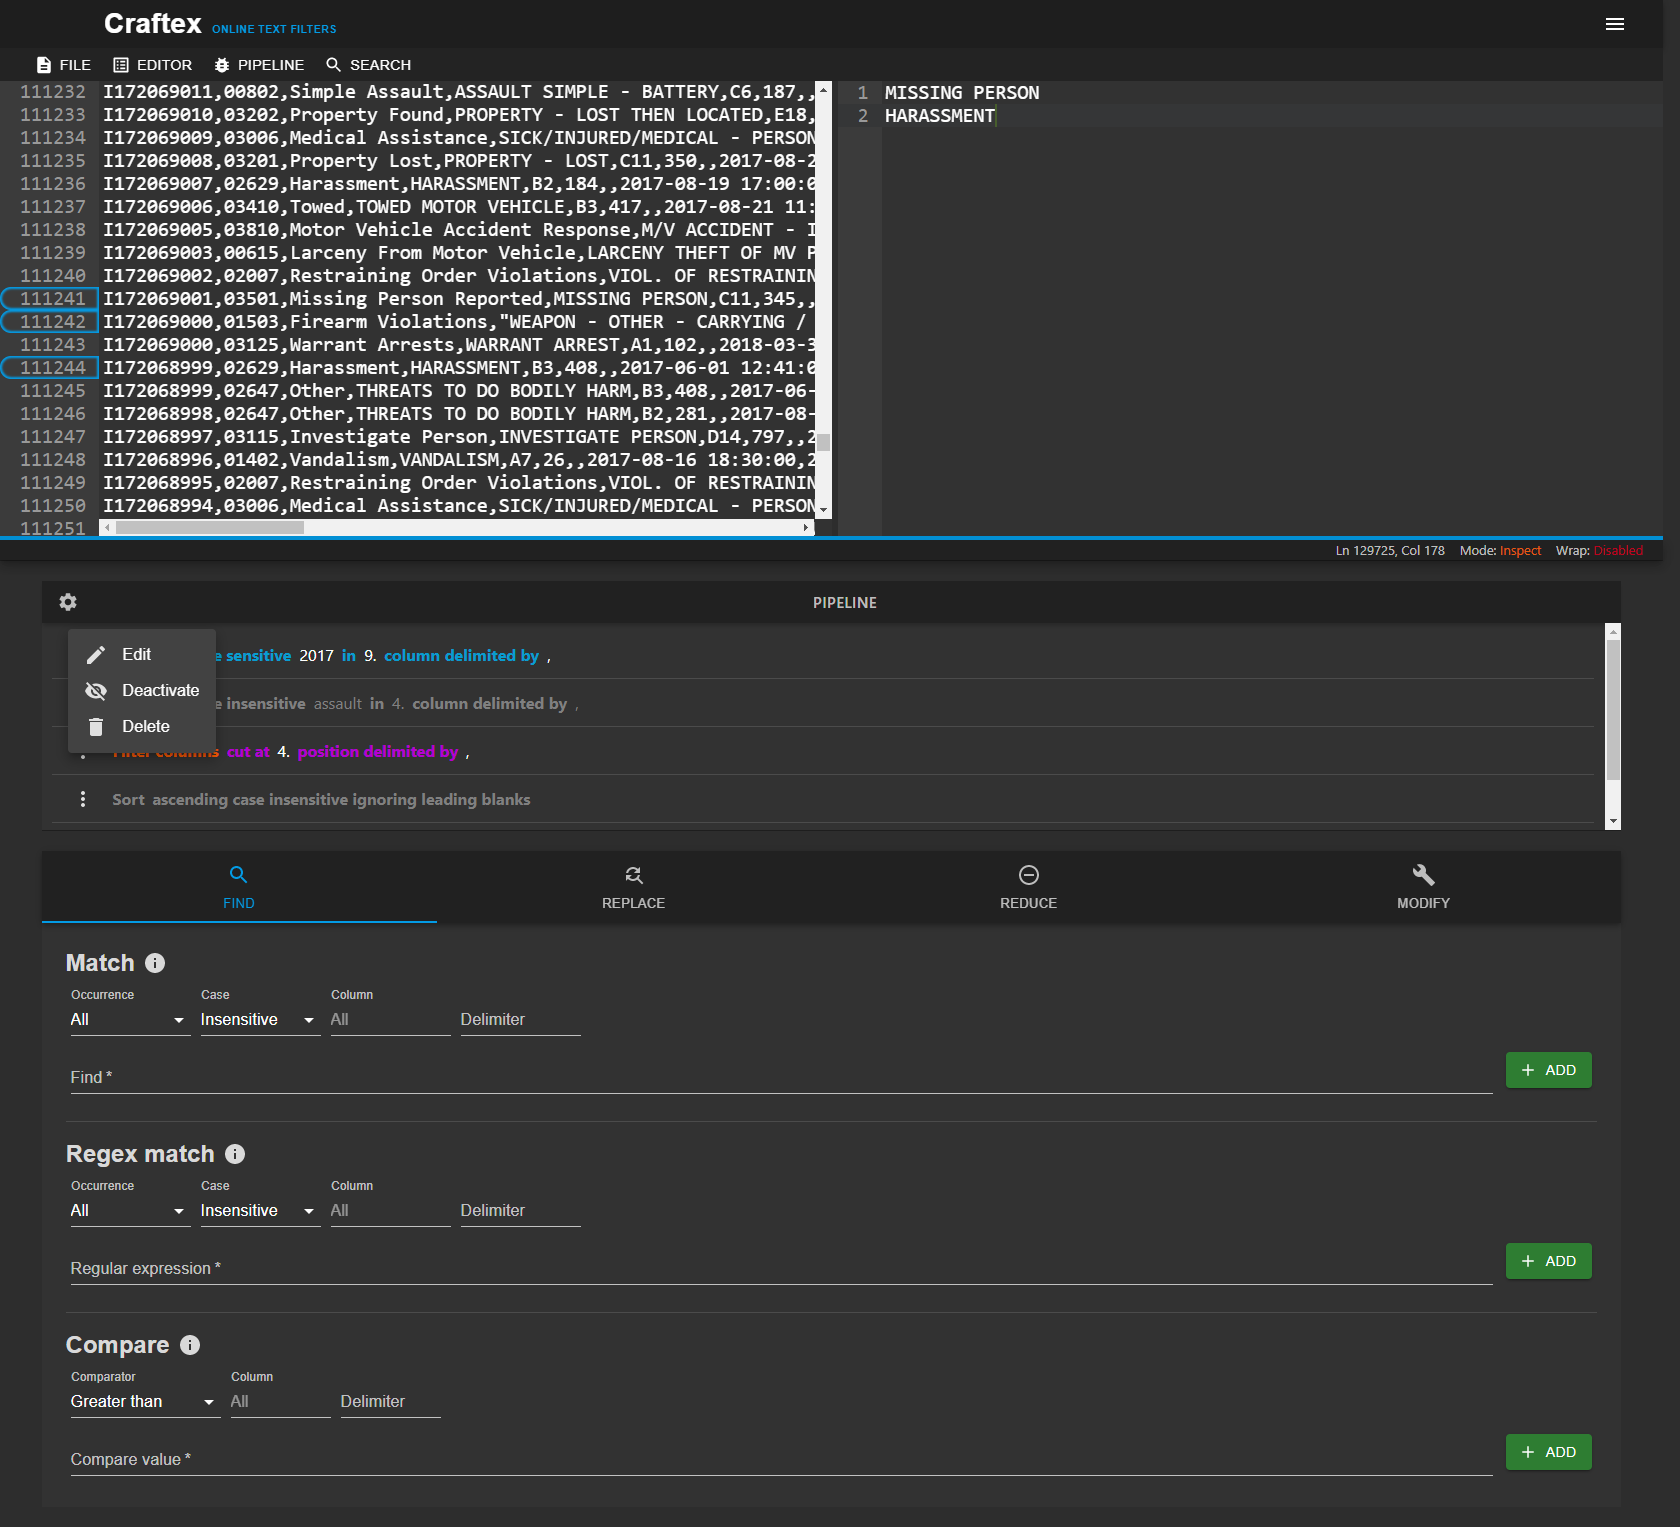 Craftex ONLINE TEXT FILTERS
FILE EDITOR PIPELINE SEARCH
111232 I172069011,00802,Simple Assault,ASSAULT SIMPLE - BATTERY,C6,187,,
111233 I172069010,03202,Property Found,PROPERTY - LOST THEN LOCATED,E18,
111234 I172069009,03006,Medical Assistance,SICK/INJURED/MEDICAL - PERSON
111235 I172069008,03201,Property Lost,PROPERTY - LOST,C11,350,,2017-08-2
111236 I172069007,02629,Harassment,HARASSMENT,B2,184,,2017-08-19 17:00:0
111237 I172069006,03410,Towed,TOWED MOTOR VEHICLE,B3,417,,2017-08-21 11:
111238 I172069005,03810,Motor Vehicle Accident Response,M/V ACCIDENT - I
111239 I172069003,00615,Larceny From Motor Vehicle,LARCENY THEFT OF MV P
111240 I172069002,02007,Restraining Order Violations,VIOL. OF RESTRAININ
111241 I172069001,03501,Missing Person Reported,MISSING PERSON,C11,345,,
111242 I172069000,01503,Firearm Violations,"WEAPON - OTHER - CARRYING /
111243 I172069000,03125,Warrant Arrests,WARRANT ARREST,A1,102,,2018-03-3
111244 I172068999,02629,Harassment,HARASSMENT,B3,408,,2017-06-01 12:41:0
111245 I172068999,02647,Other,THREATS TO DO BODILY HARM,B3,408,,2017-06-
111246 I172068998,02647,Other,THREATS TO DO BODILY HARM,B2,281,,2017-08-
111247 I172068997,03115,Investigate Person,INVESTIGATE PERSON,D14,797,,2
111248 I172068996,01402,Vandalism,VANDALISM,A7,26,,2017-08-16 18:30:00,2
111249 I172068995,02007,Restraining Order Violations,VIOL. OF RESTRAININ
111250 I172068994,03006,Medical Assistance,SICK/INJURED/MEDICAL - PERSON
111251
1 MISSING PERSON
2 HARASSMENT
Ln 129725, Col 178 Mode: Inspect Wrap: Disabled
PIPELINE
Edit
Deactivate
Delete
e sensitive 2017 in 9. column delimited by ,
e insensitive assault in 4. column delimited by ,
Filter columns cut at 4. position delimited by ,
Sort ascending case insensitive ignoring leading blanks
FIND REPLACE REDUCE MODIFY
Match
Occurrence Case Column
All Insensitive All Delimiter
Find *
ADD
Regex match
Occurrence Case Column
All Insensitive All Delimiter
Regular expression *
ADD
Compare
Comparator Column
Greater than All Delimiter
Compare value *
ADD